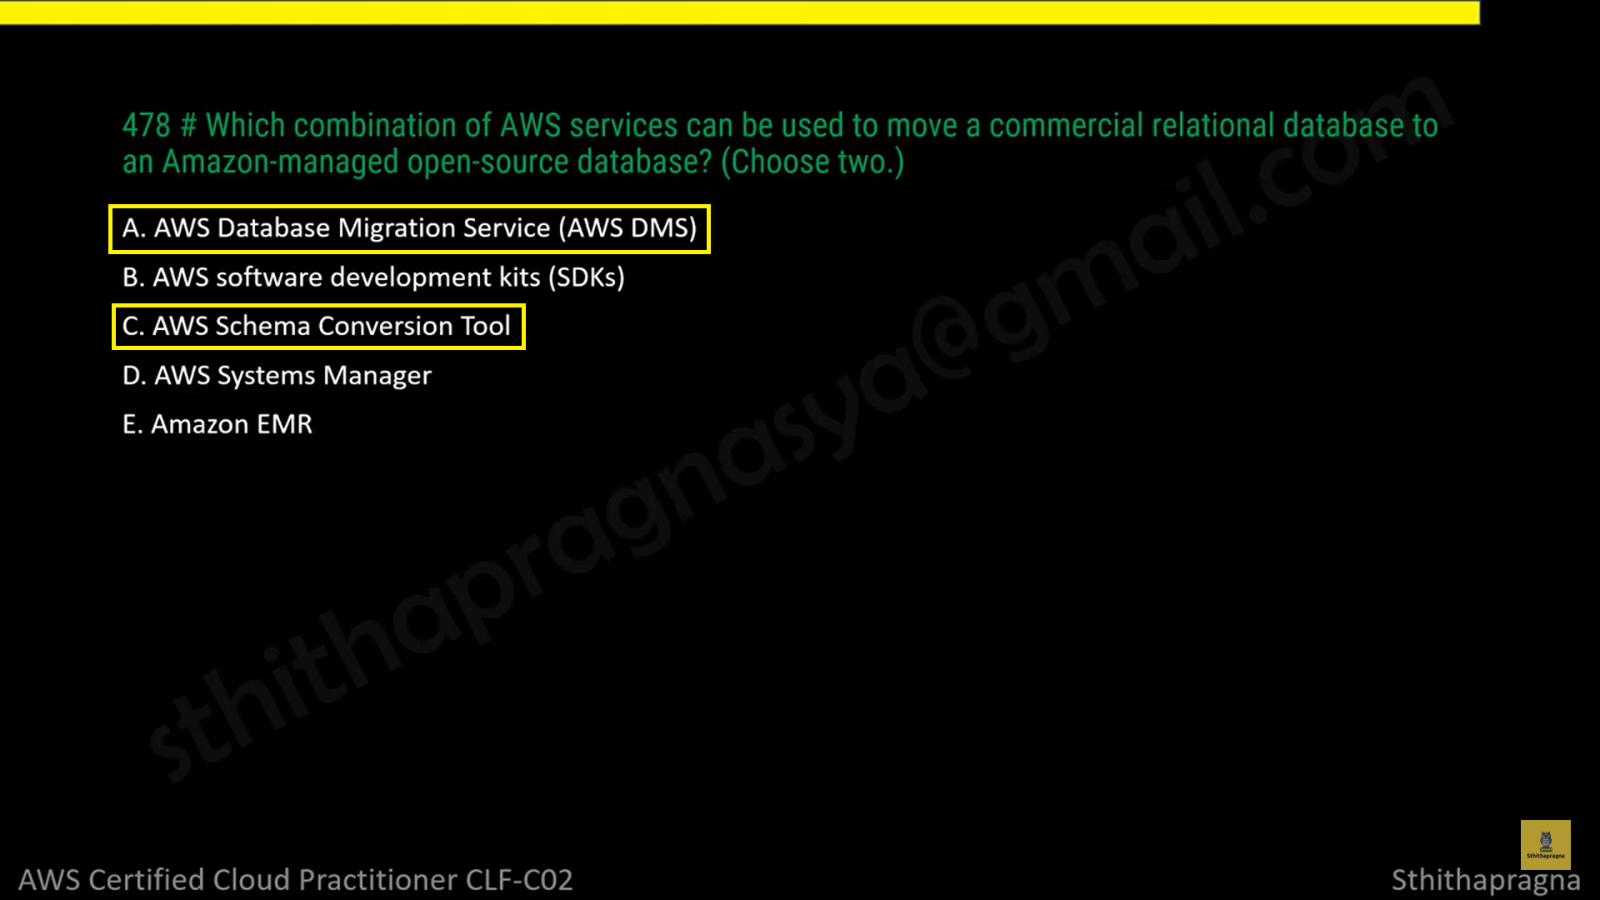 478 # Which combination of AWS services can be used to move a commercial relational database to
an Amazon-managed open-source database? (Choose two.)
A. AWS Database Migration Service (AWS DMS)
B. AWS software development kits (SDKs)
C. AWS Schema Conversion Tool
D. AWS Systems Manager
E. Amazon EMR
sthithapragnasya@gmail.com
Sthithapragna
AWS Certified Cloud Practitioner CLF-C02
Sthithapragna